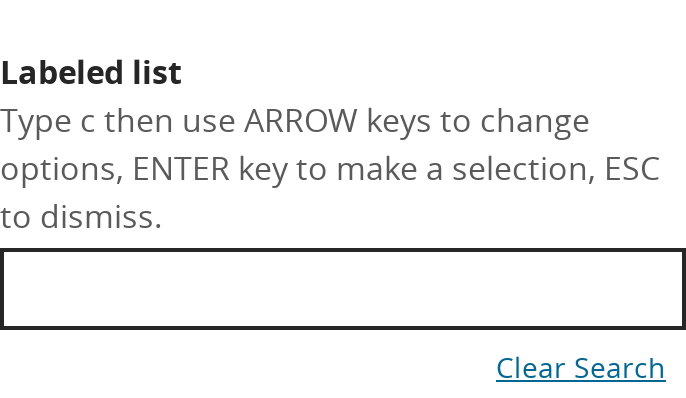 Labeled list
Type c then use ARROW keys to change
options, ENTER key to make a selection, ESC
to dismiss.
Clear Search